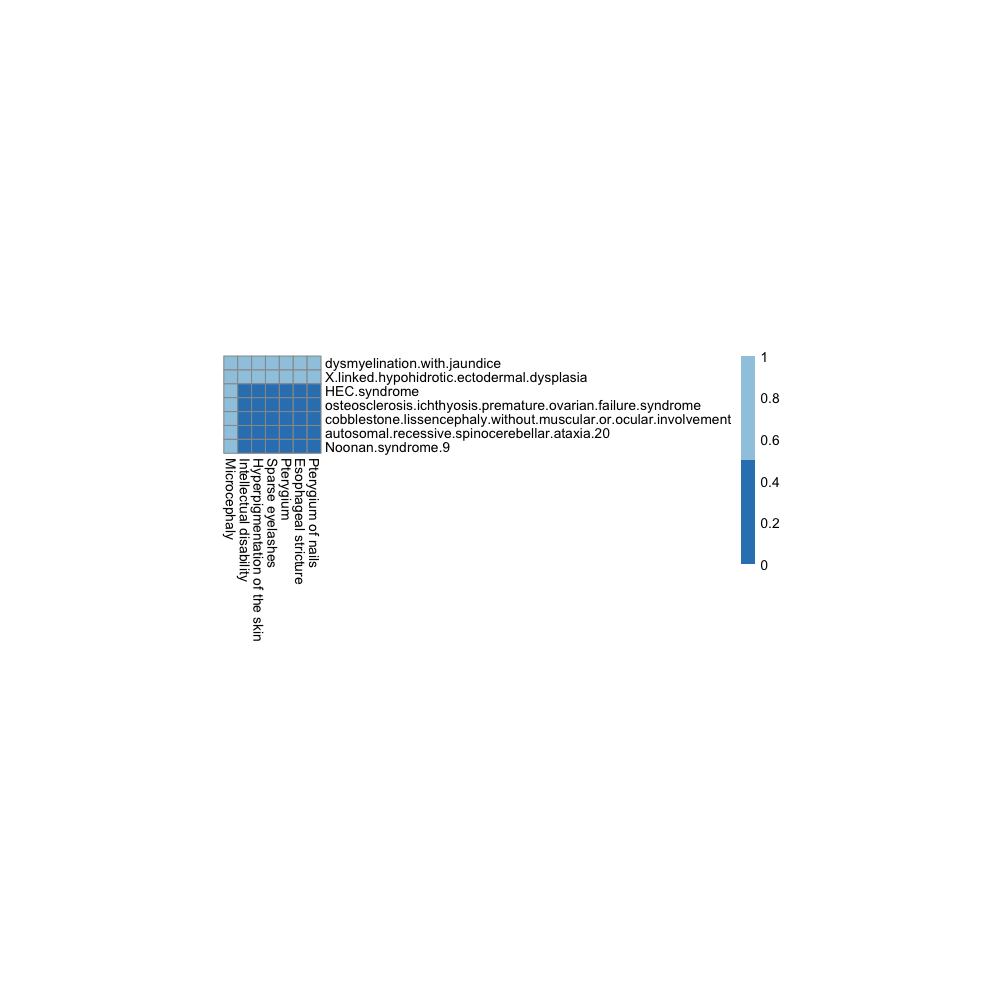 dysmyelination.with.jaundice
X.linked.hypohidrotic.ectodermal.dysplasia
HEC.syndrome
osteosclerosis.ichthyosis.premature.ovarian.failure.syndrome
cobblestone.lissencephaly.without.muscular.or.ocular.involvement
autosomal.recessive.spinocerebellar.ataxia.20
Noonan.syndrome.9
Microcephaly
Intellectual disability
Hyperpigmentation of the skin
Sparse eyelashes
Pterygium
Esophageal stricture
Pterygium of nails
1
0.8
0.6
0.4
0.2
0